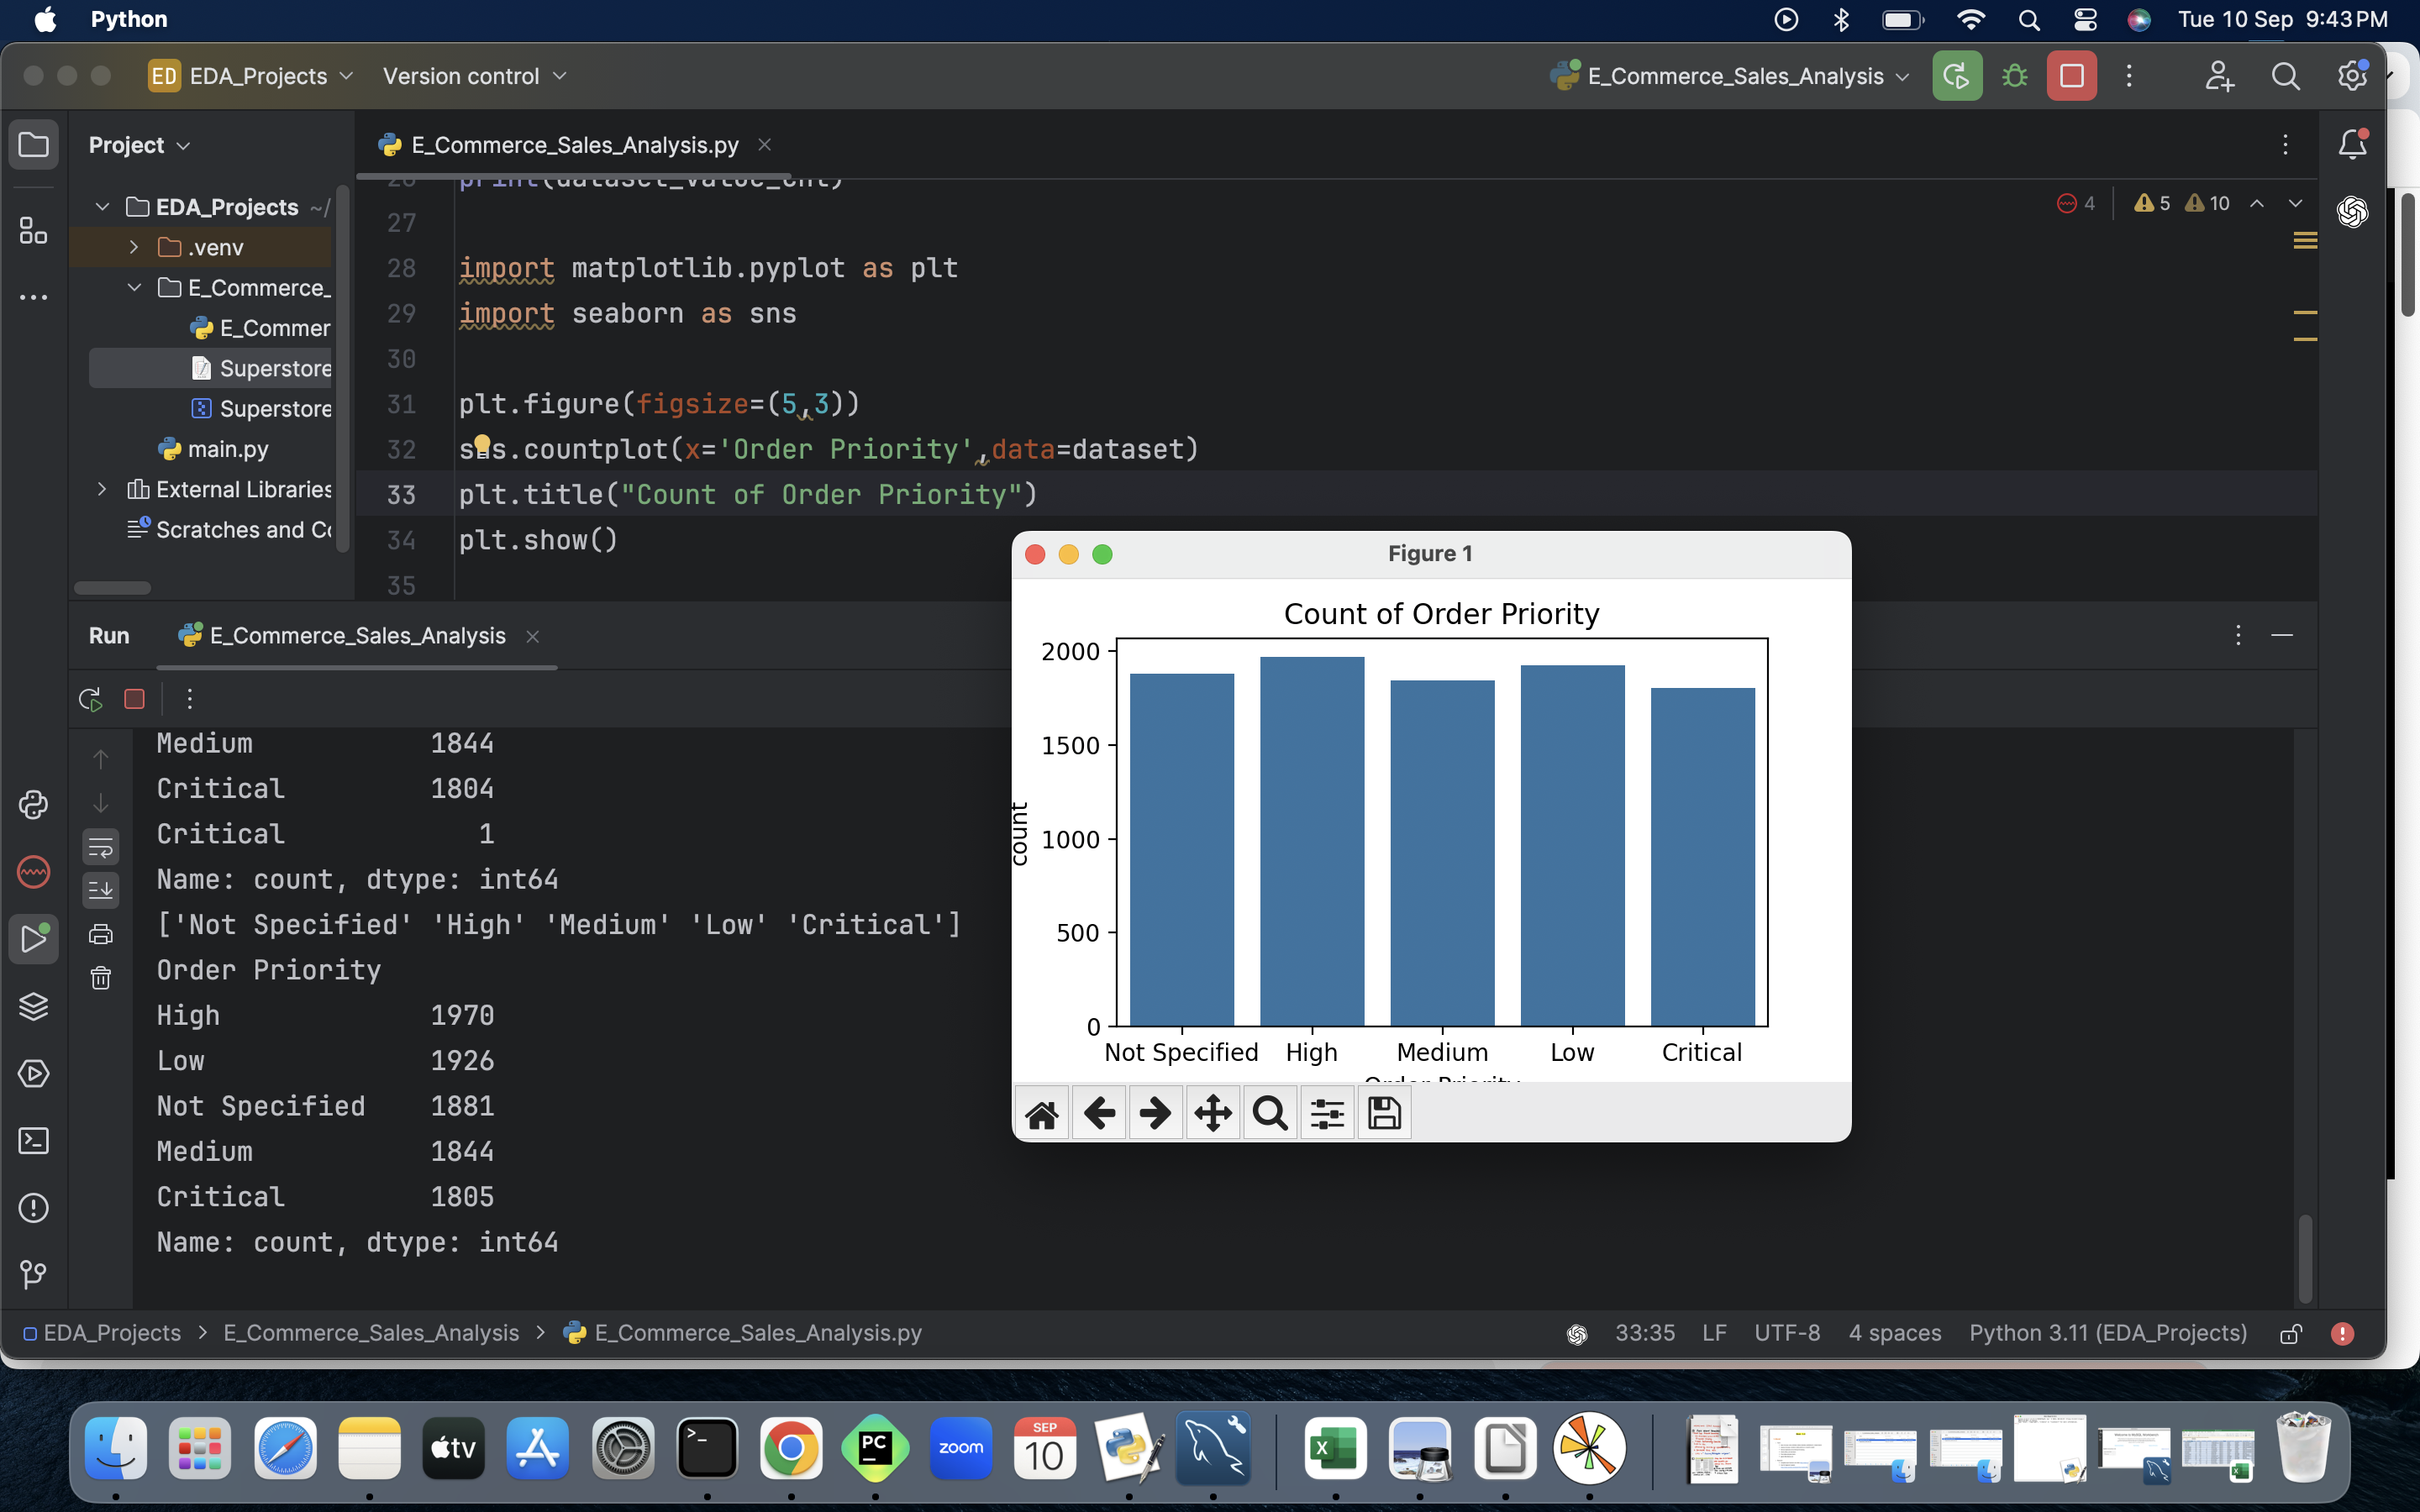 Python
Tue 10 Sep 9:43 PM
ED EDA_Projects
Version control
E_Commerce_Sales_Analysis
Project
E_Commerce_Sales_Analysis.py
EDA_Projects ~/
.venv
E_Commerce_
E_Commer
Superstore
Superstore
main.py
External Libraries
Scratches and Co
4
5
10
26 print(dataset_value_cnt)
27
28 import matplotlib.pyplot as plt
29 import seaborn as sns
30
31 plt.figure(figsize=(5,3))
32 sns.countplot(x='Order Priority',data=dataset)
33 plt.title("Count of Order Priority")
34 plt.show()
35
Run
E_Commerce_Sales_Analysis
Medium 1844
Critical 1804
Critical 1
Name: count, dtype: int64
['Not Specified' 'High' 'Medium' 'Low' 'Critical']
Order Priority
High 1970
Low 1926
Not Specified 1881
Medium 1844
Critical 1805
Name: count, dtype: int64
Figure 1
Count of Order Priority
2000
1500
1000
500
0
count
Not Specified High Medium Low Critical
Order Priority
EDA_Projects > E_Commerce_Sales_Analysis > E_Commerce_Sales_Analysis.py
33:35 LF UTF-8 4 spaces Python 3.11 (EDA_Projects)
tv
PC
zoom
SEP
10
X